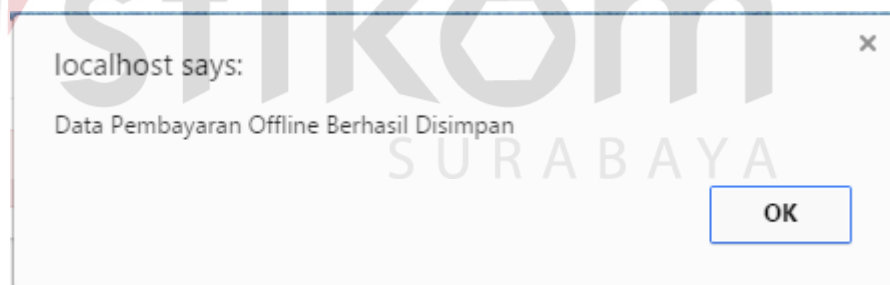 stikom
localhost says:
×
Data Pembayaran Offline Berhasil Disimpan
SURABAYA
OK